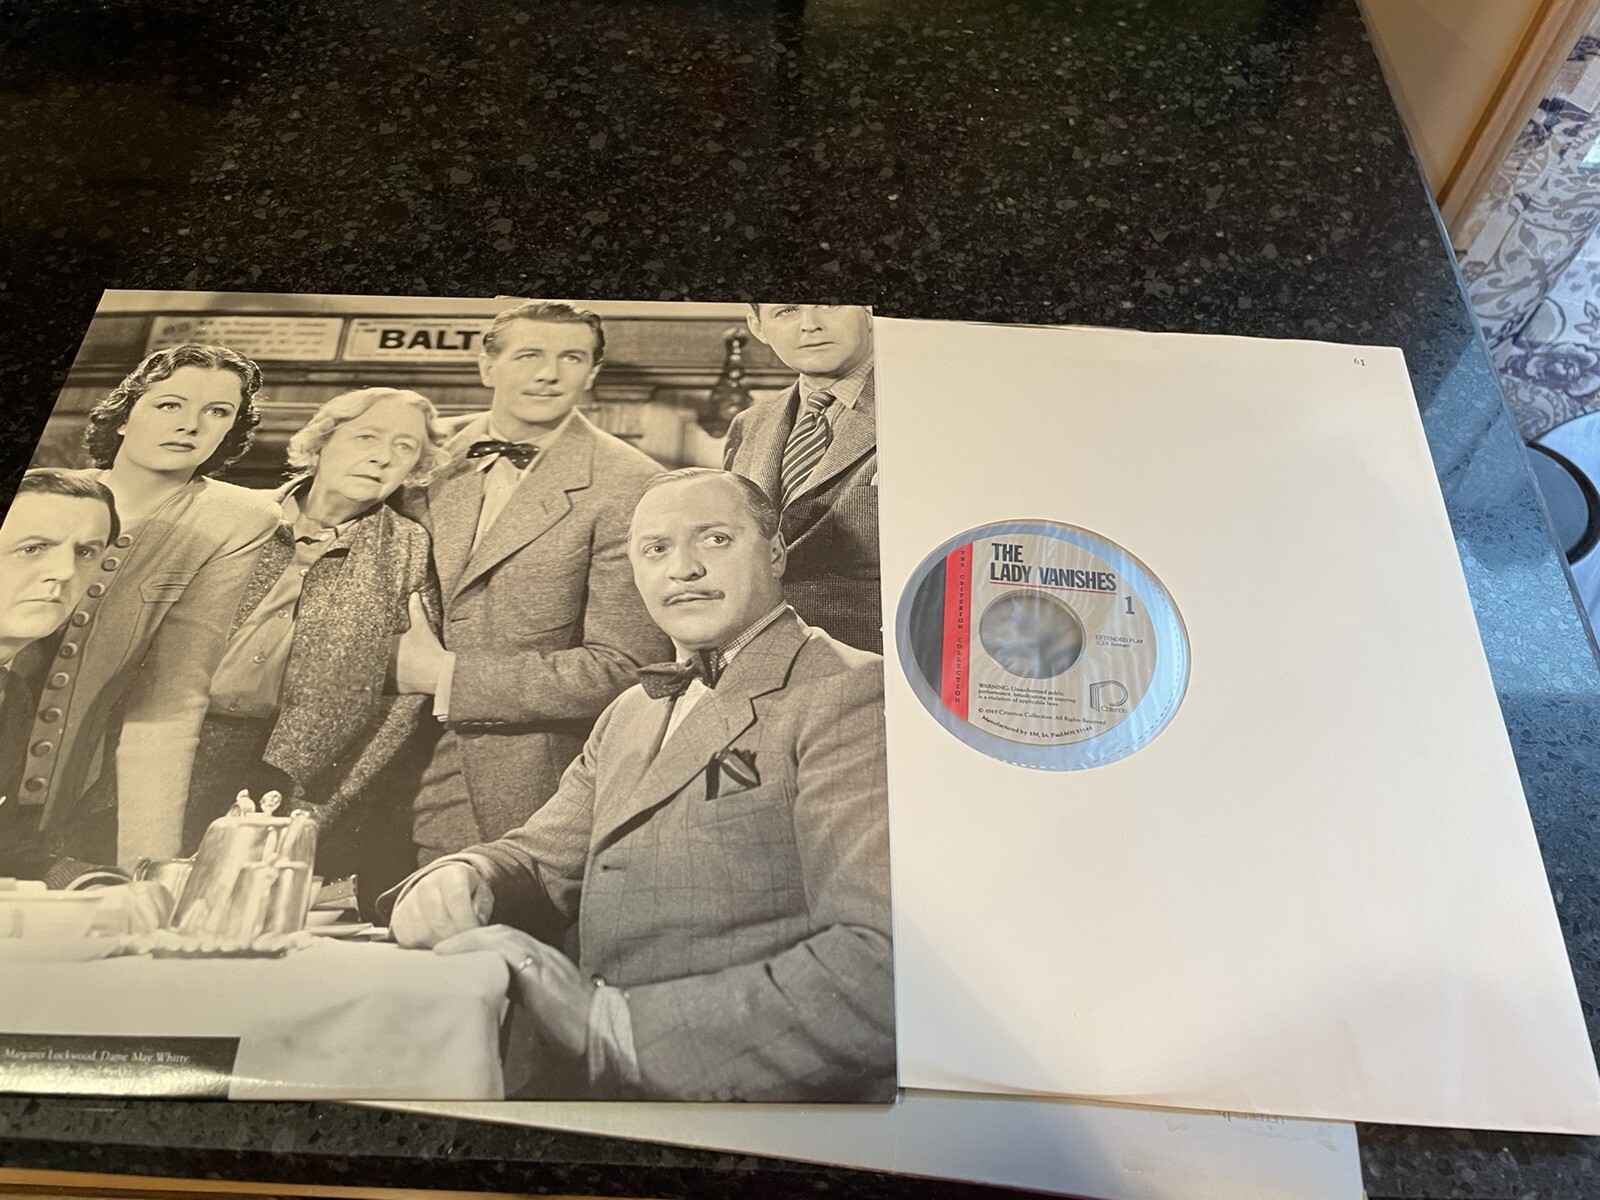 BALT
Margaret Lockwood, Dame May Whitty,
61
THE
LADY VANISHES
1
THE CRITERION COLLECTION
EXTENDED PLAY
(CLV format)
WARNING: Unauthorized public
performance, broadcasting or copying
is a violation of applicable laws.
Criterion
Criterion Collection. All Rights Reserved
Manufactured by 3M, St. Paul, MN 55144